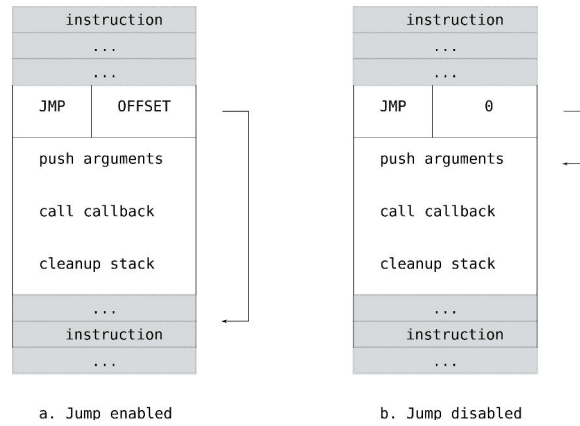 instruction
...
...
JMP OFFSET
push arguments
call callback
cleanup stack
...
instruction
...
a. Jump enabled
instruction
...
...
JMP 0
push arguments
call callback
cleanup stack
...
instruction
...
b. Jump disabled